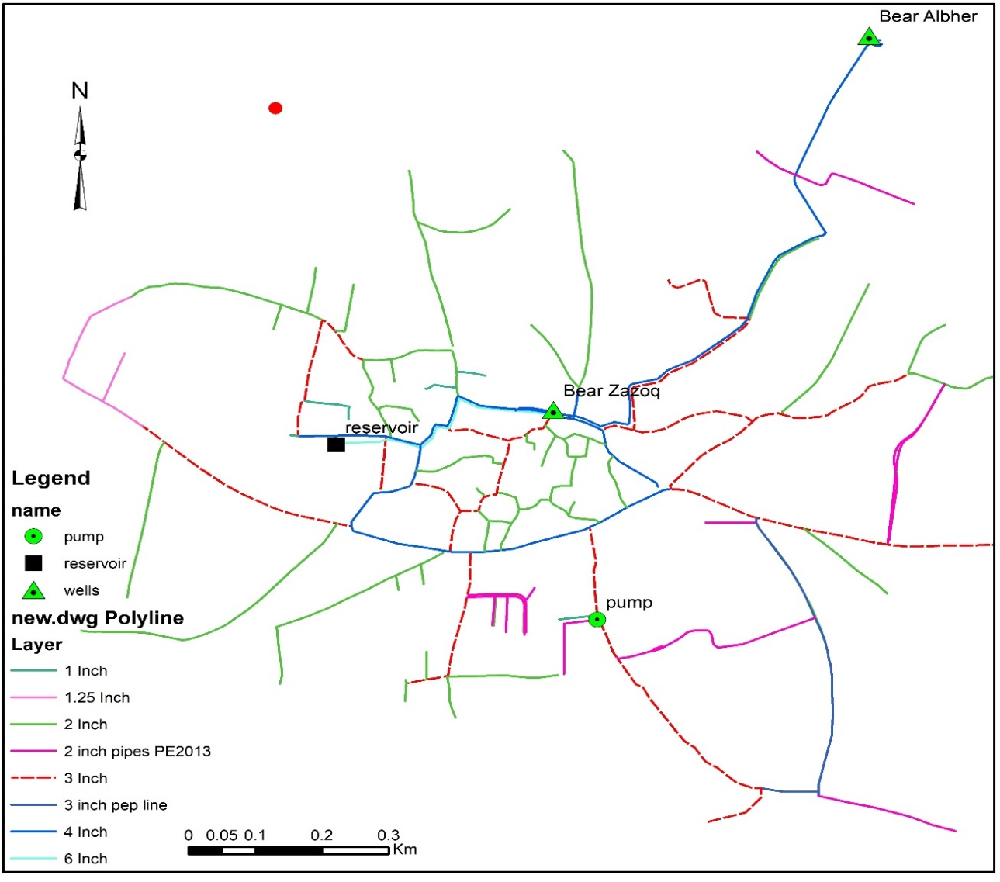 Bear Albher
N
Bear Zazoq
reservoir
pump
Legend
name
pump
reservoir
wells
new.dwg Polyline
Layer
1 Inch
1.25 Inch
2 Inch
2 inch pipes PE2013
3 Inch
3 inch pep line
4 Inch
6 Inch
0 0.05 0.1 0.2 0.3
Km